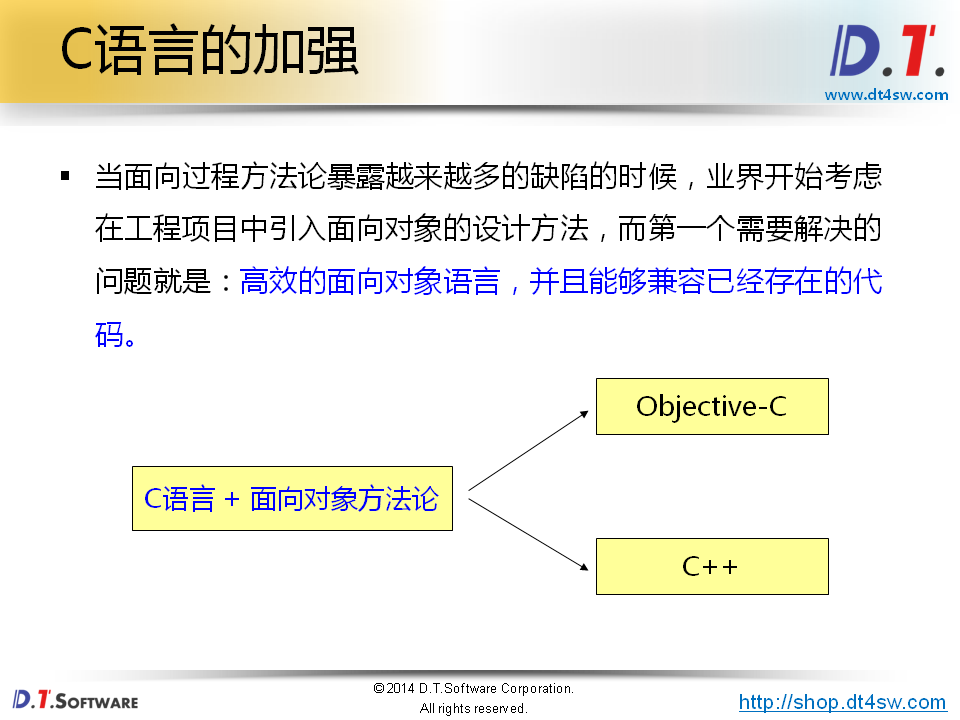 C语言的加强
D.T.
www.dt4sw.com
▪ 当面向过程方法论暴露越来越多的缺陷的时候，业界开始考虑
在工程项目中引入面向对象的设计方法，而第一个需要解决的
问题就是：高效的面向对象语言，并且能够兼容已经存在的代
码。
Objective-C
C语言 + 面向对象方法论
C++
D.T.SOFTWARE
©2014 D.T.Software Corporation.
All rights reserved.
http://shop.dt4sw.com